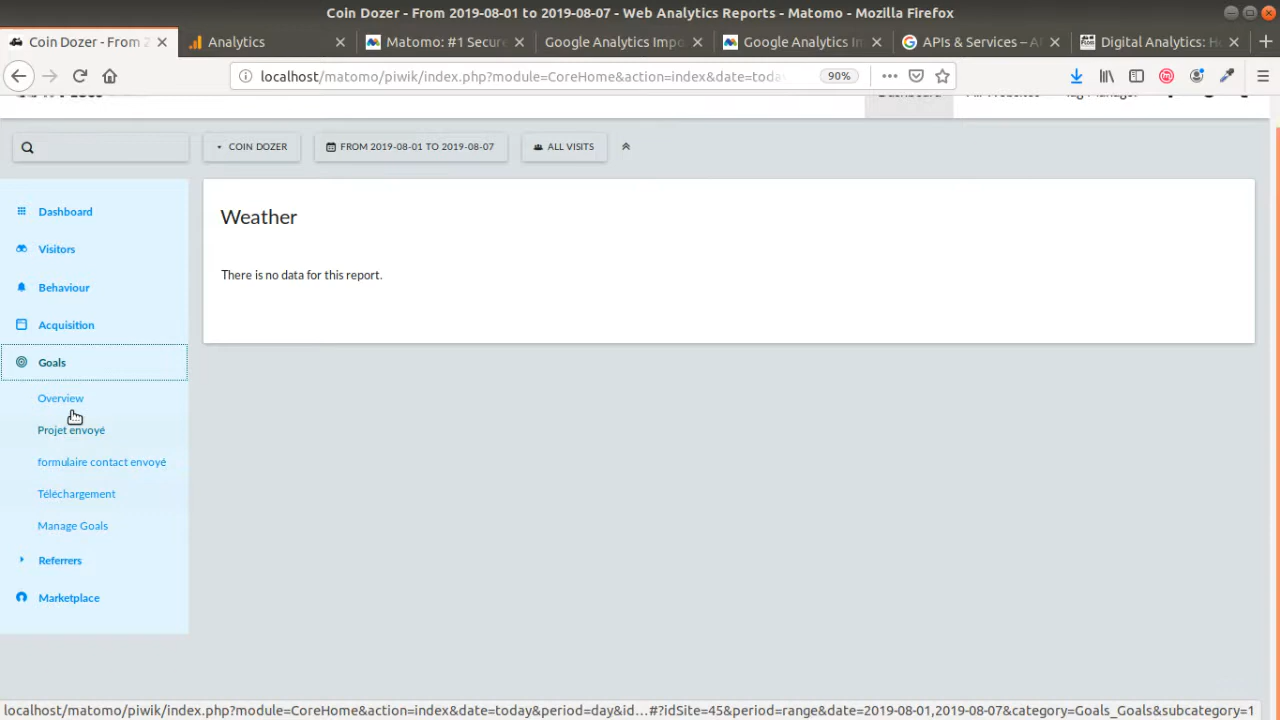 Coin Dozer - From 2019-08-01 to 2019-08-07 - Web Analytics Reports - Matomo - Mozilla Firefox
Coin Dozer - From 2
Analytics
Matomo: #1 Secure
Google Analytics Impo
Google Analytics Im
APIs & Services – A
Digital Analytics: H
localhost/matomo/piwik/index.php?module=CoreHome&action=index&date=toda
90%
Dashboard
COIN DOZER
FROM 2019-08-01 TO 2019-08-07
ALL VISITS
Dashboard
Visitors
Behaviour
Acquisition
Goals
Overview
Projet envoyé
formulaire contact envoyé
Téléchargement
Manage Goals
Referrers
Marketplace
Weather
There is no data for this report.
localhost/matomo/piwik/index.php?module=CoreHome&action=index&date=today&period=day&id...#?idSite=45&period=range&date=2019-08-01,2019-08-07&category=Goals_Goals&subcategory=1